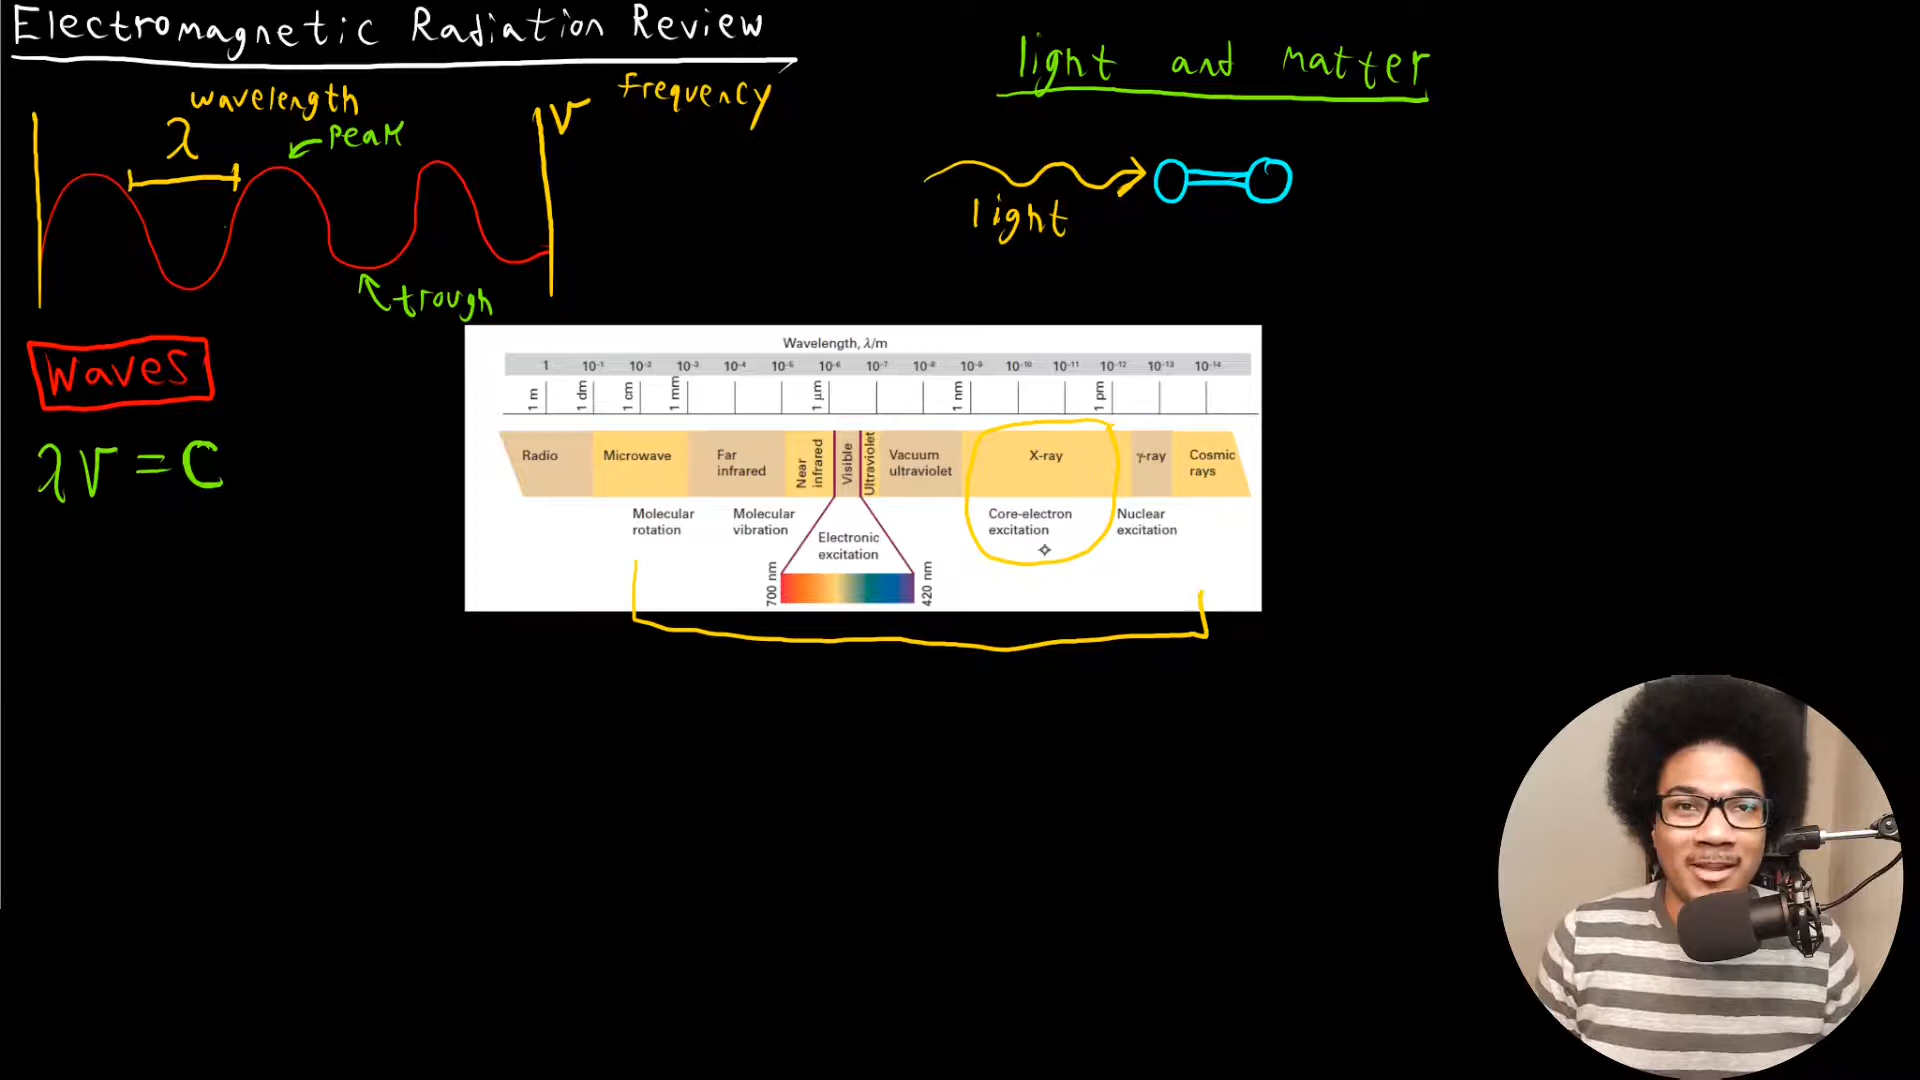 Electromagnetic Radiation Review
light and matter
wavelength
frequency
λ
ν
peak
trough
light
Waves
λν = C
Wavelength, λ/m
1 10⁻¹ 10⁻² 10⁻³ 10⁻⁴ 10⁻⁵ 10⁻⁶ 10⁻⁷ 10⁻⁸ 10⁻⁹ 10⁻¹⁰ 10⁻¹¹ 10⁻¹² 10⁻¹³ 10⁻¹⁴
1 m 1 dm 1 cm 1 mm 1 μm 1 nm 1 pm
Radio
Microwave
Far
infrared
Near
infrared
Visible
Ultraviolet
Vacuum
ultraviolet
X-ray
γ-ray
Cosmic
rays
Molecular
rotation
Molecular
vibration
Electronic
excitation
Core-electron
excitation
Nuclear
excitation
700 nm
420 nm